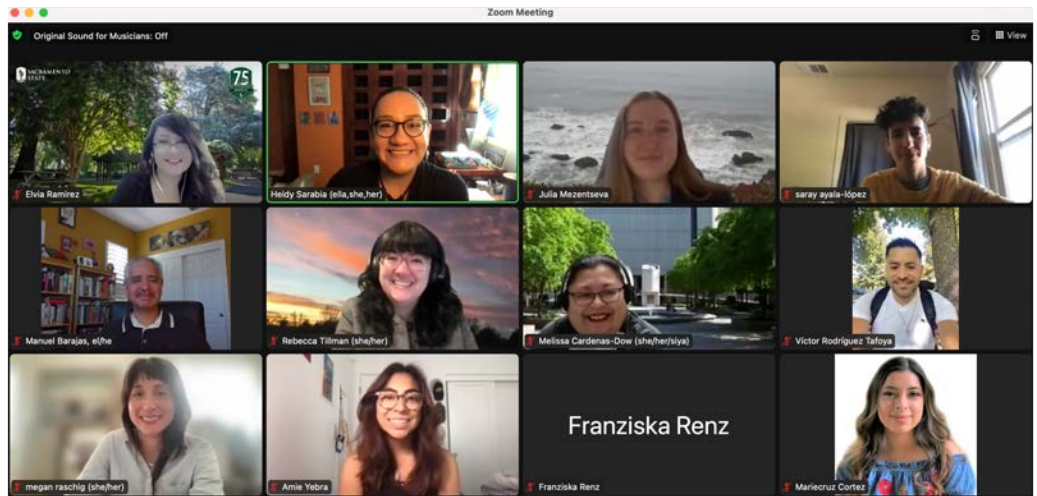 Zoom Meeting
Original Sound for Musicians: Off
View
SACRAMENTO
STATE
75
Elvia Ramirez
Heidy Sarabia (ella,she,her)
Julia Mezentseva
saray ayala-lópez
Manuel Barajas, el/he
Rebecca Tillman (she/her)
Melissa Cardenas-Dow (she/her/siya)
Víctor Rodríguez Tafoya
megan raschig (she/her)
Amie Yebra
Franziska Renz
Franziska Renz
Mariecruz Cortez